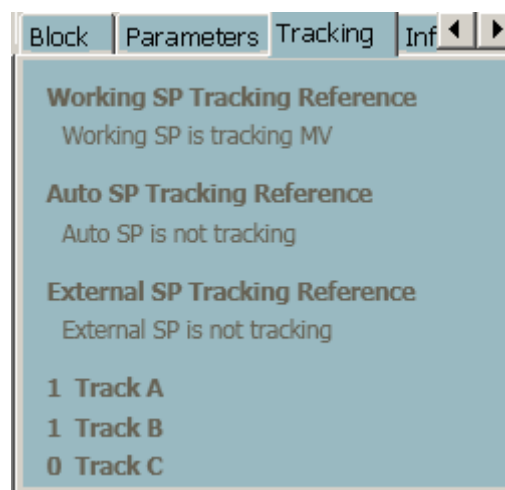 Block Parameters Tracking Inf
Working SP Tracking Reference
Working SP is tracking MV
Auto SP Tracking Reference
Auto SP is not tracking
External SP Tracking Reference
External SP is not tracking
1 Track A
1 Track B
0 Track C